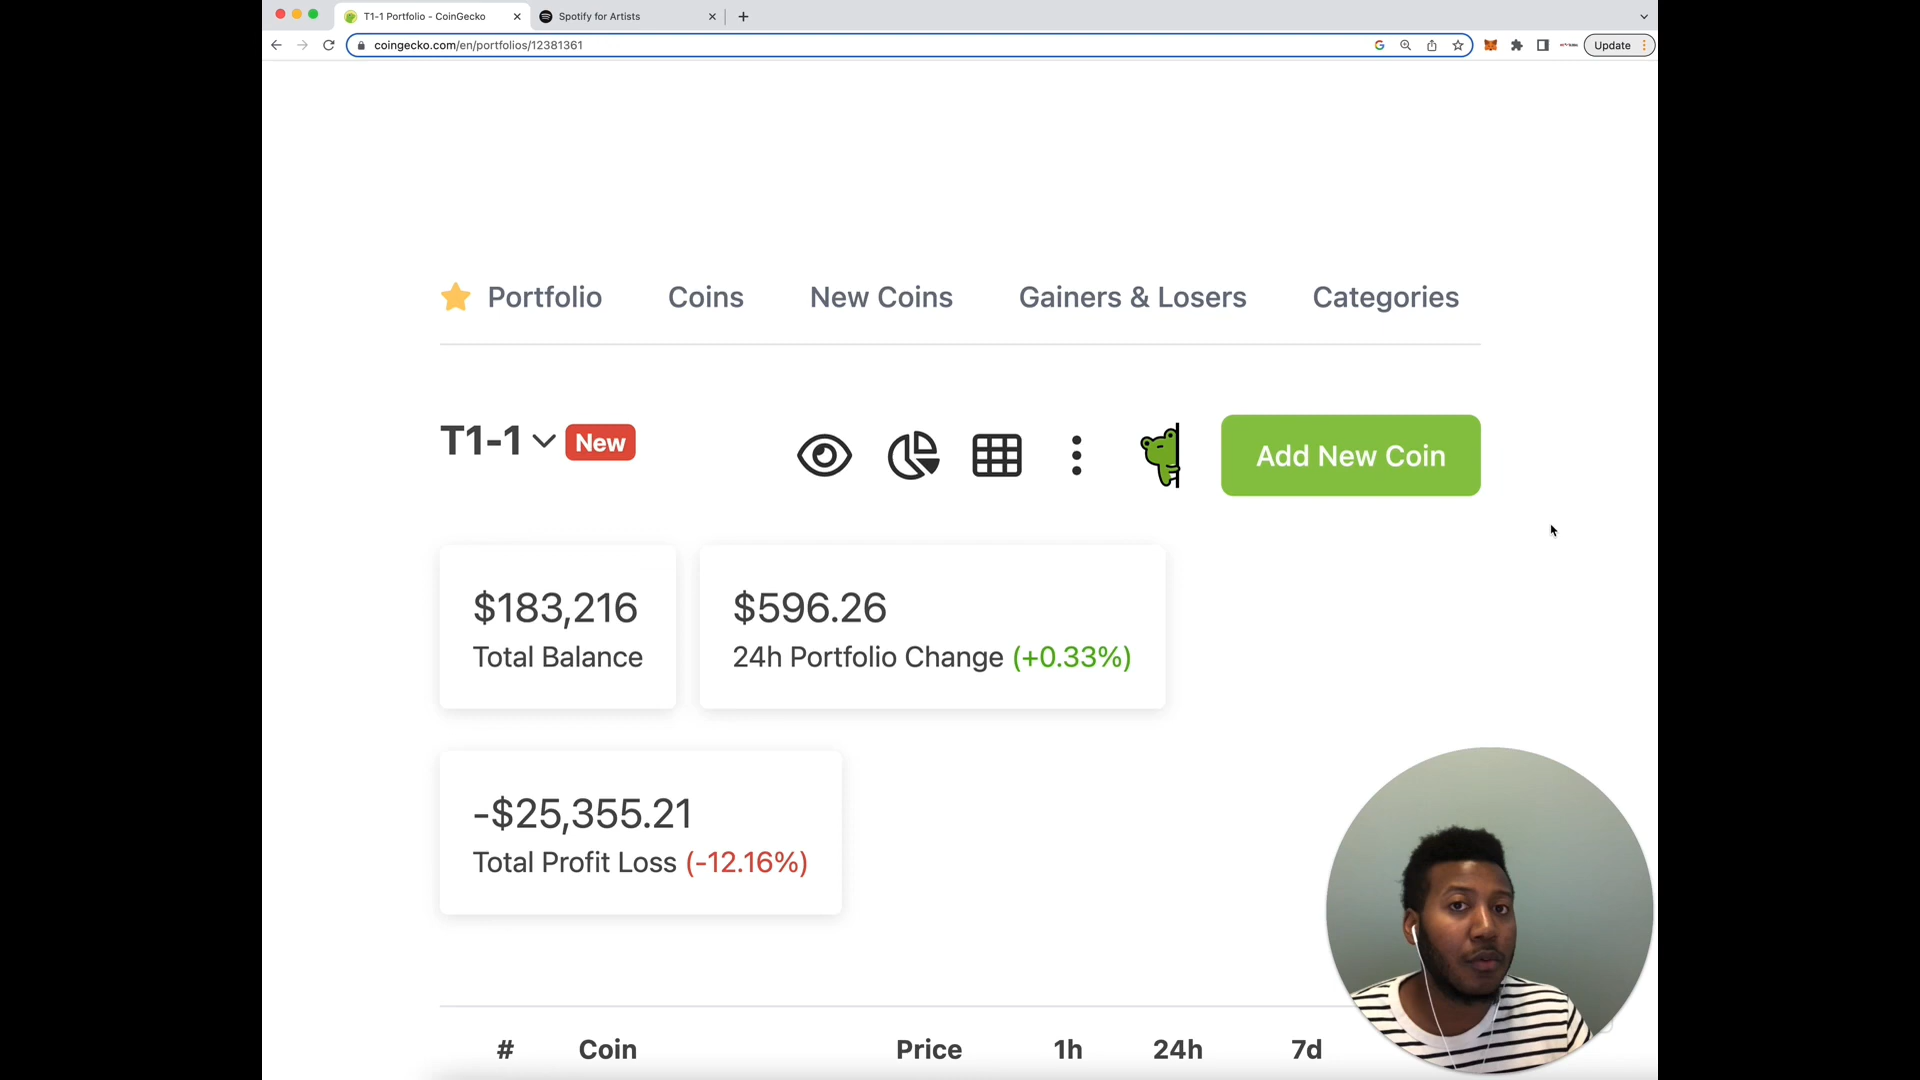 T1-1 Portfolio - CoinGecko
Spotify for Artists
coingecko.com/en/portfolios/12381361
Update
Portfolio
Coins
New Coins
Gainers & Losers
Categories
T1-1
New
Add New Coin
$183,216
Total Balance
$596.26
24h Portfolio Change (+0.33%)
-$25,355.21
Total Profit Loss (-12.16%)
# Coin Price 1h 24h 7d